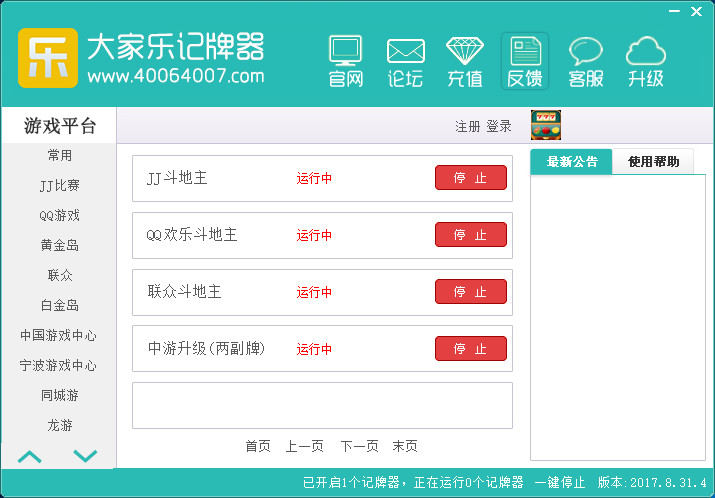 乐 大家乐记牌器
www.40064007.com
官网 论坛 充值 反馈 客服 升级
游戏平台
注册 登录
常用
JJ比赛
QQ游戏
黄金岛
联众
白金岛
中国游戏中心
宁波游戏中心
同城游
龙游
JJ斗地主 运行中 停 止
QQ欢乐斗地主 运行中 停 止
联众斗地主 运行中 停 止
中游升级(两副牌) 运行中 停 止
首页 上一页 下一页 末页
最新公告 使用帮助
已开启1个记牌器，正在运行0个记牌器 一键停止 版本:2017.8.31.4